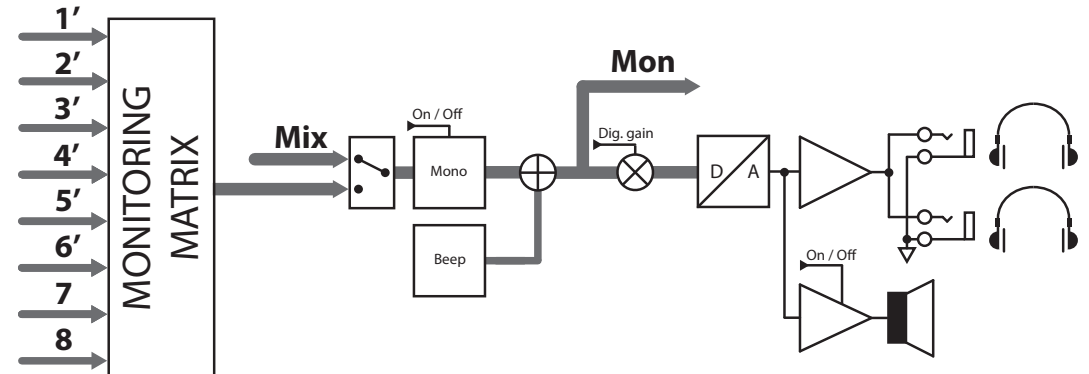 1’
2’
3’
4’
5’
6’
7
8
MONITORING
MATRIX
Mix
On / Off
Mono
Beep
Mon
Dig. gain
D
A
On / Off